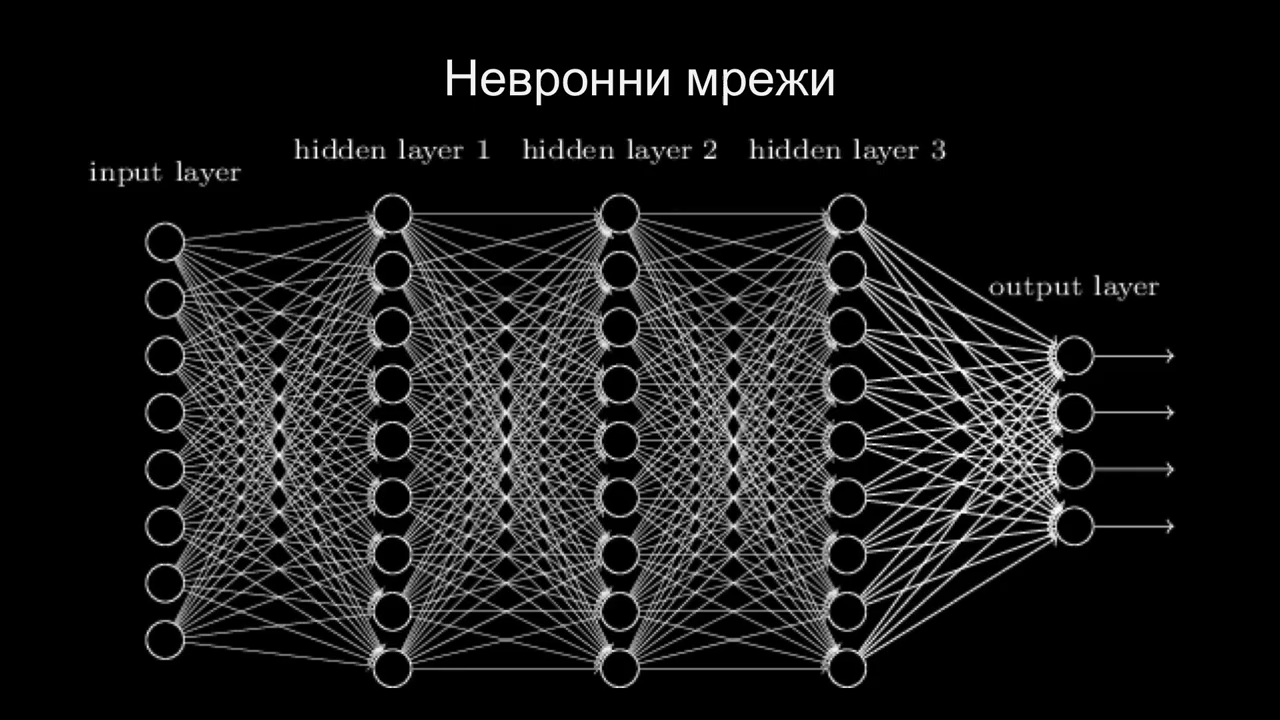 Невронни мрежи
hidden layer 1 hidden layer 2 hidden layer 3
input layer
output layer